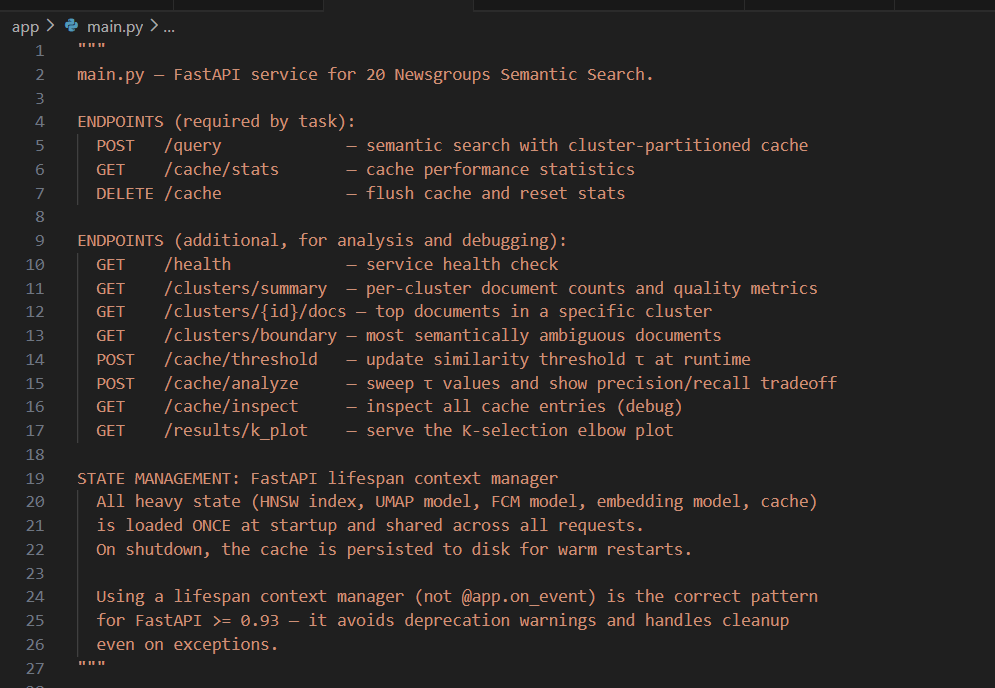 app > main.py > ...
1 """
2 main.py — FastAPI service for 20 Newsgroups Semantic Search.
3
4 ENDPOINTS (required by task):
5   POST   /query             — semantic search with cluster-partitioned cache
6   GET    /cache/stats       — cache performance statistics
7   DELETE /cache             — flush cache and reset stats
8
9 ENDPOINTS (additional, for analysis and debugging):
10   GET    /health            — service health check
11   GET    /clusters/summary  — per-cluster document counts and quality metrics
12   GET    /clusters/{id}/docs — top documents in a specific cluster
13   GET    /clusters/boundary — most semantically ambiguous documents
14   POST   /cache/threshold   — update similarity threshold τ at runtime
15   POST   /cache/analyze     — sweep τ values and show precision/recall tradeoff
16   GET    /cache/inspect     — inspect all cache entries (debug)
17   GET    /results/k_plot    — serve the K-selection elbow plot
18
19 STATE MANAGEMENT: FastAPI lifespan context manager
20   All heavy state (HNSW index, UMAP model, FCM model, embedding model, cache)
21   is loaded ONCE at startup and shared across all requests.
22   On shutdown, the cache is persisted to disk for warm restarts.
23
24   Using a lifespan context manager (not @app.on_event) is the correct pattern
25   for FastAPI >= 0.93 — it avoids deprecation warnings and handles cleanup
26   even on exceptions.
27 """